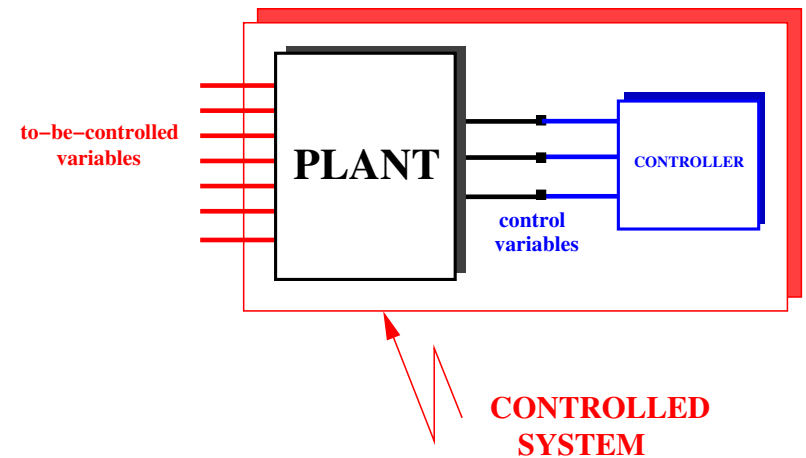 to−be−controlled
variables
PLANT
CONTROLLER
control
variables
CONTROLLED
SYSTEM